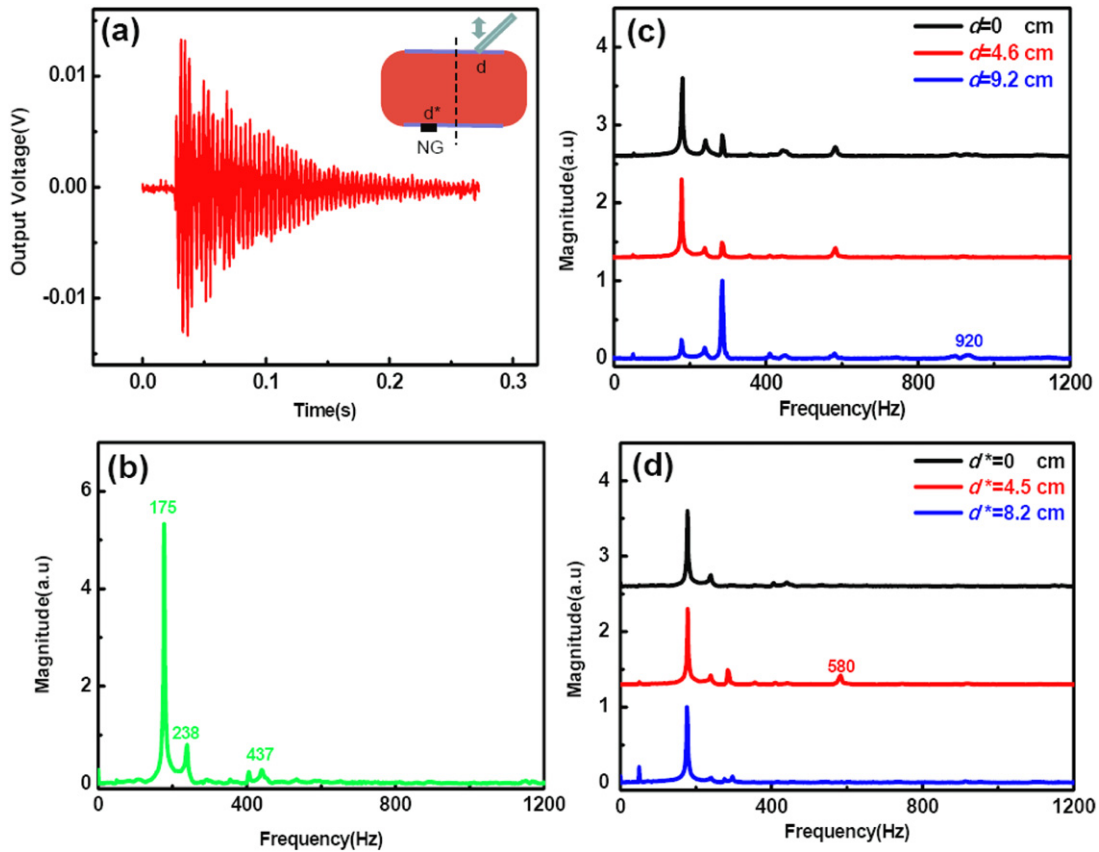 (a)
0.01
0.00
-0.01
Output Voltage(V)
0.0
0.1
0.2
0.3
Time(s)
d
d*
NG
(c)
d=0 cm
d=4.6 cm
d=9.2 cm
4
3
2
1
0
Magnitude(a.u)
920
0
400
800
1200
Frequency(Hz)
(b)
6
4
2
0
Magnitude(a.u)
175
238
437
0
400
800
1200
Frequency(Hz)
(d)
d*=0 cm
d*=4.5 cm
d*=8.2 cm
4
3
2
1
0
Magnitude(a.u)
580
0
400
800
1200
Frequency(Hz)